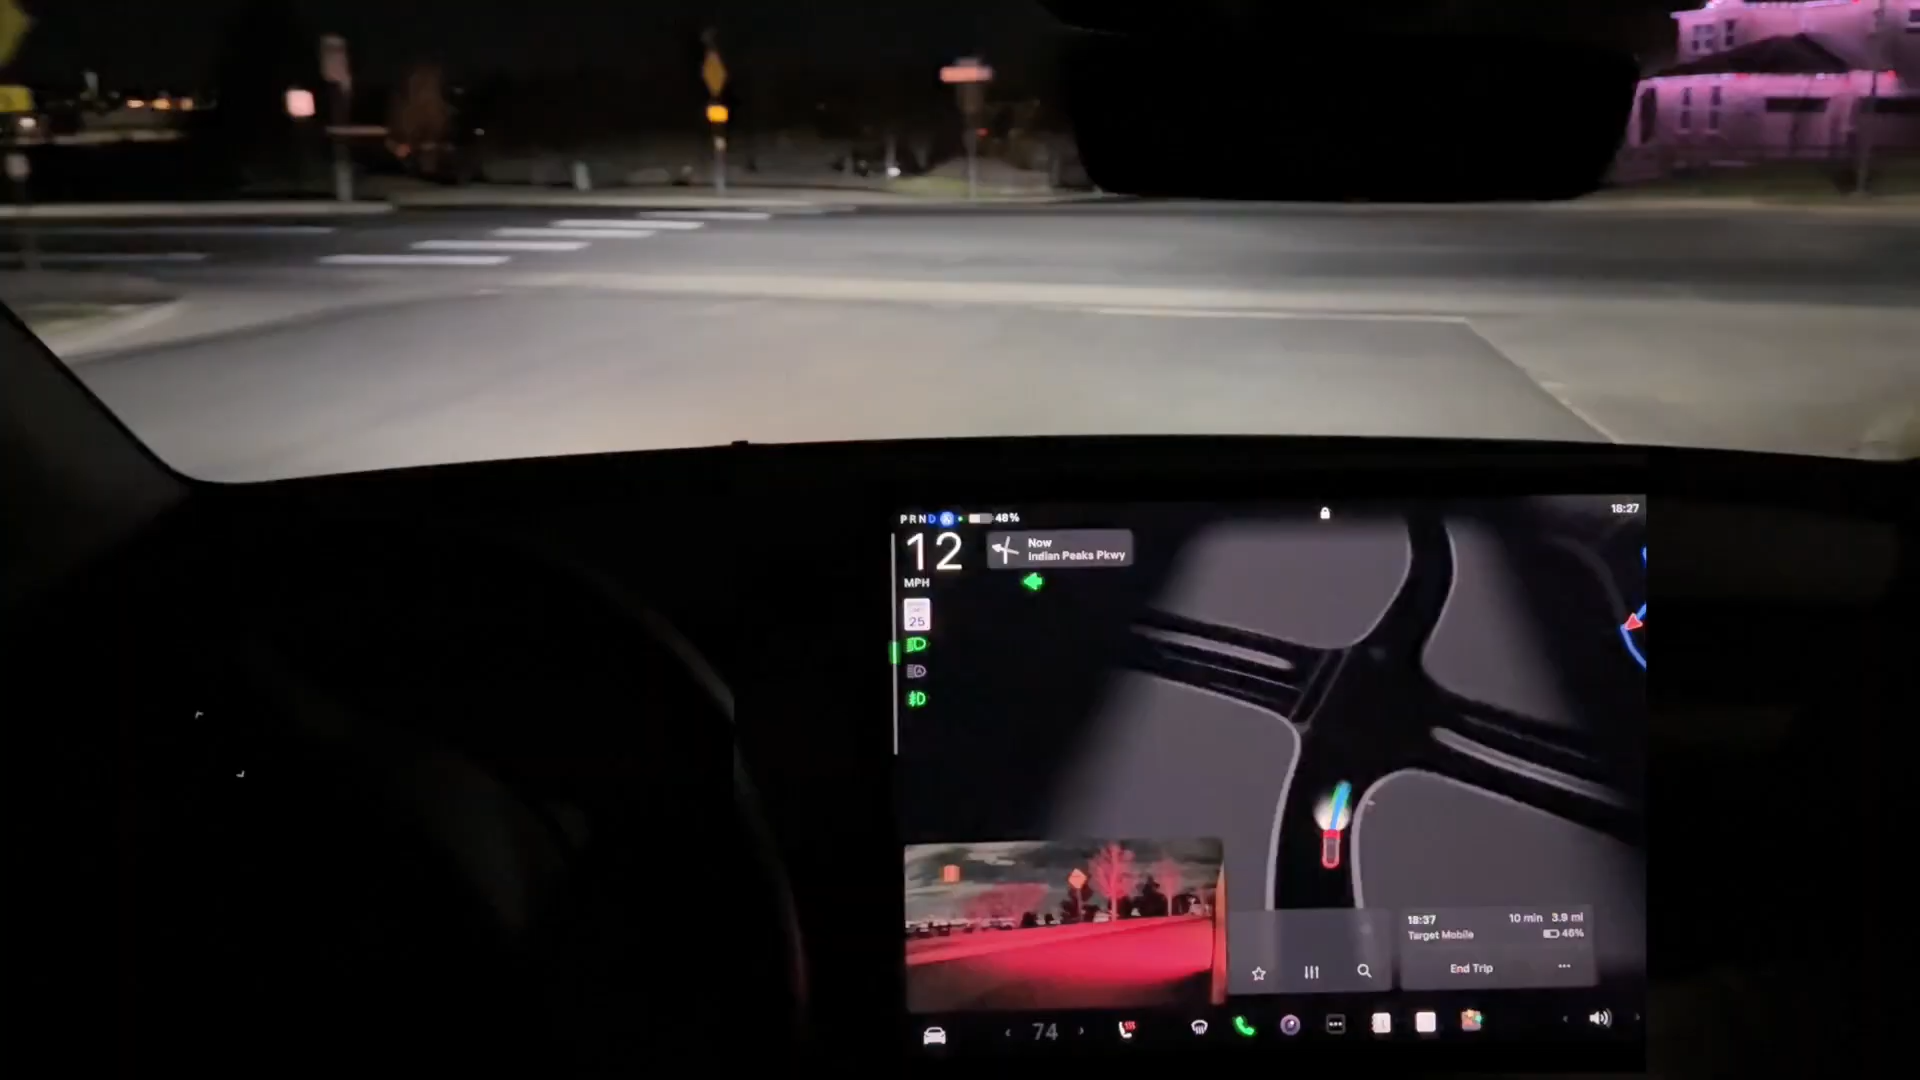 PRND 48%
18:27
12
MPH
Now
Indian Peaks Pkwy
25
18:37 10 min 3.9 mi
Target Mobile 46%
End Trip
74